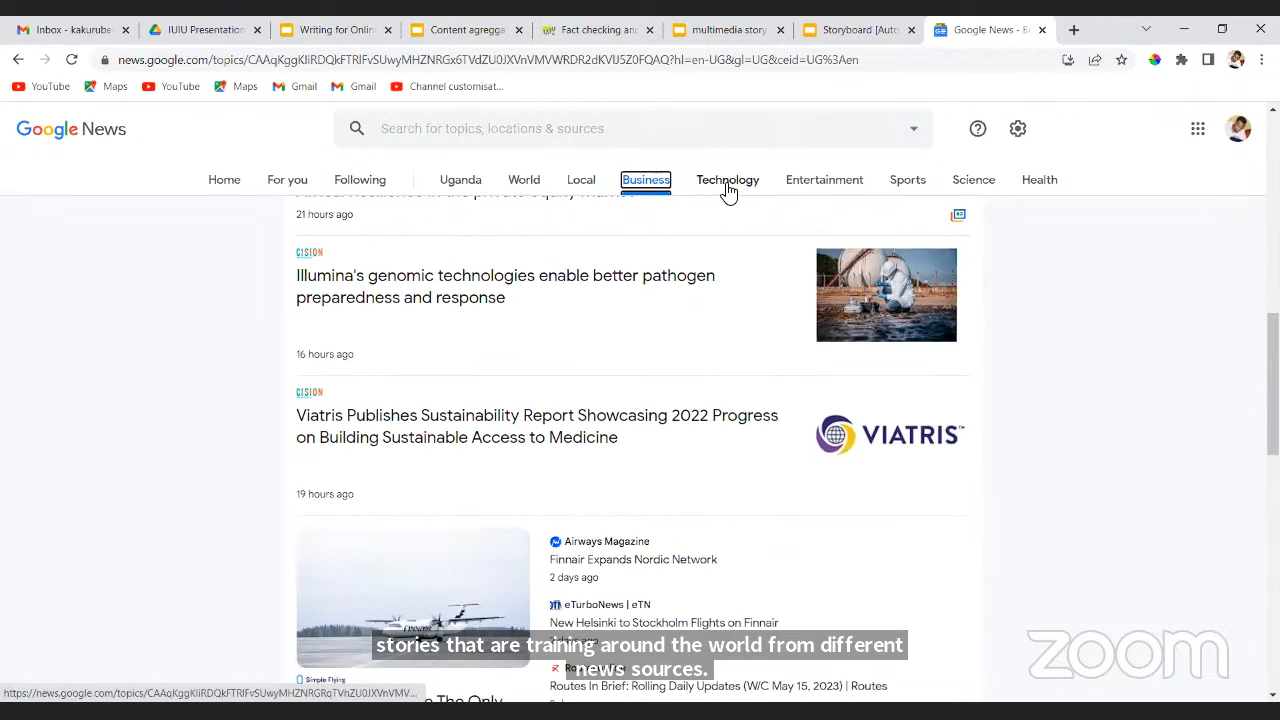 Inbox - kakurube
IUIU Presentation
Writing for Onlin
Content agregga
Fact checking an
multimedia story
Storyboard [Auto
Google News - B
news.google.com/topics/
?hl=en-UG&gl=UG&ceid=UG%3Aen
YouTube
Maps
YouTube
Maps
Gmail
Gmail
Channel customisat...
Google News
Search for topics, locations & sources
Home
For you
Following
Uganda
World
Local
Business
Technology
Entertainment
Sports
Science
Health
21 hours ago
CISION
Illumina's genomic technologies enable better pathogen
preparedness and response
16 hours ago
CISION
Viatris Publishes Sustainability Report Showcasing 2022 Progress
on Building Sustainable Access to Medicine
19 hours ago
VIATRIS™
Airways Magazine
Finnair Expands Nordic Network
2 days ago
eTurboNews | eTN
New Helsinki to Stockholm Flights on Finnair
stories that are training around the world from different
news sources.
Simple Flying
Routes In Brief: Rolling Daily Updates (W/C May 15, 2023) | Routes
The Only
zoom